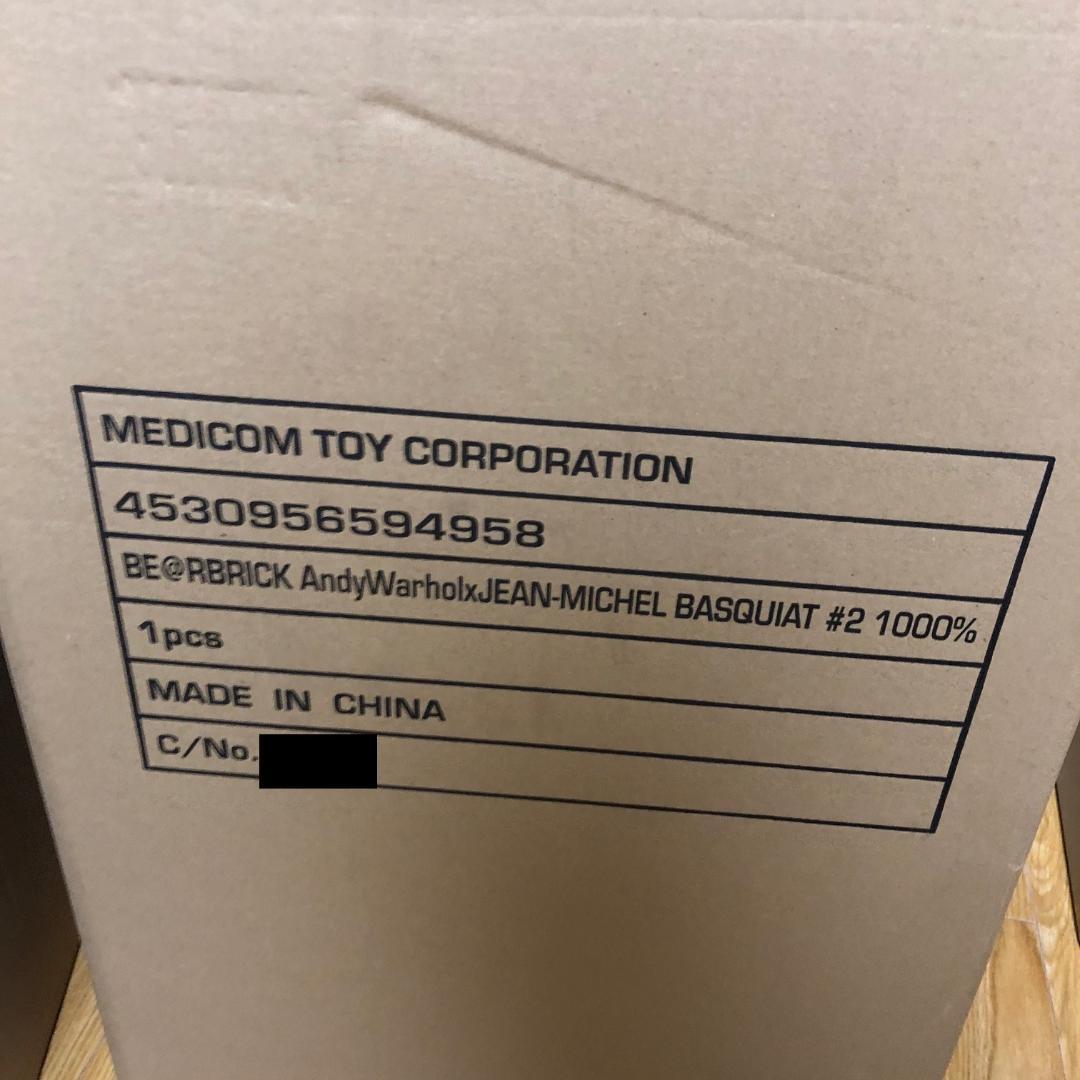 MEDICOM TOY CORPORATION
4530956594958
BE@RBRICK AndyWarholxJEAN-MICHEL BASQUIAT #2 1000%
1pcs
MADE IN CHINA
C/No.